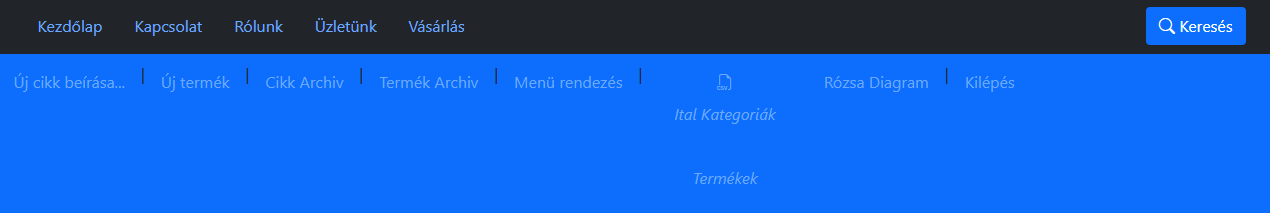 Kezdőlap Kapcsolat Rólunk Üzletünk Vásárlás Keresés
Új cikk beírása... | Új termék | Cikk Archiv | Termék Archiv | Menü rendezés | CSV Rózsa Diagram | Kilépés
Ital Kategoriák
Termékek